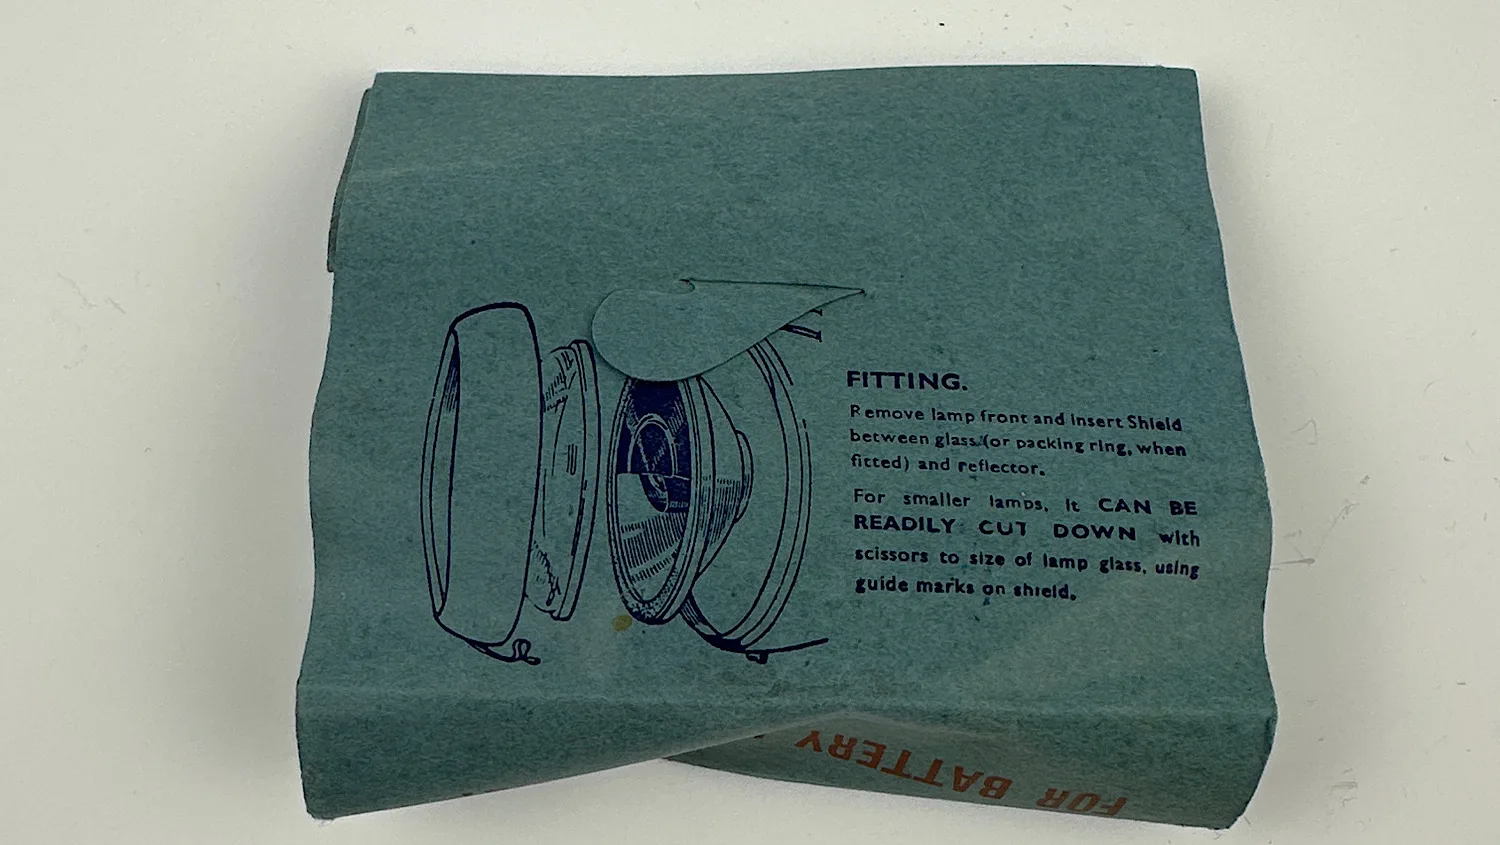 FITTING.
Remove lamp front and insert Shield
between glass (or packing ring, when
fitted) and reflector.
For smaller lamps, it CAN BE
READILY CUT DOWN with
scissors to size of lamp glass, using
guide marks on shield.
FOR BATTERY